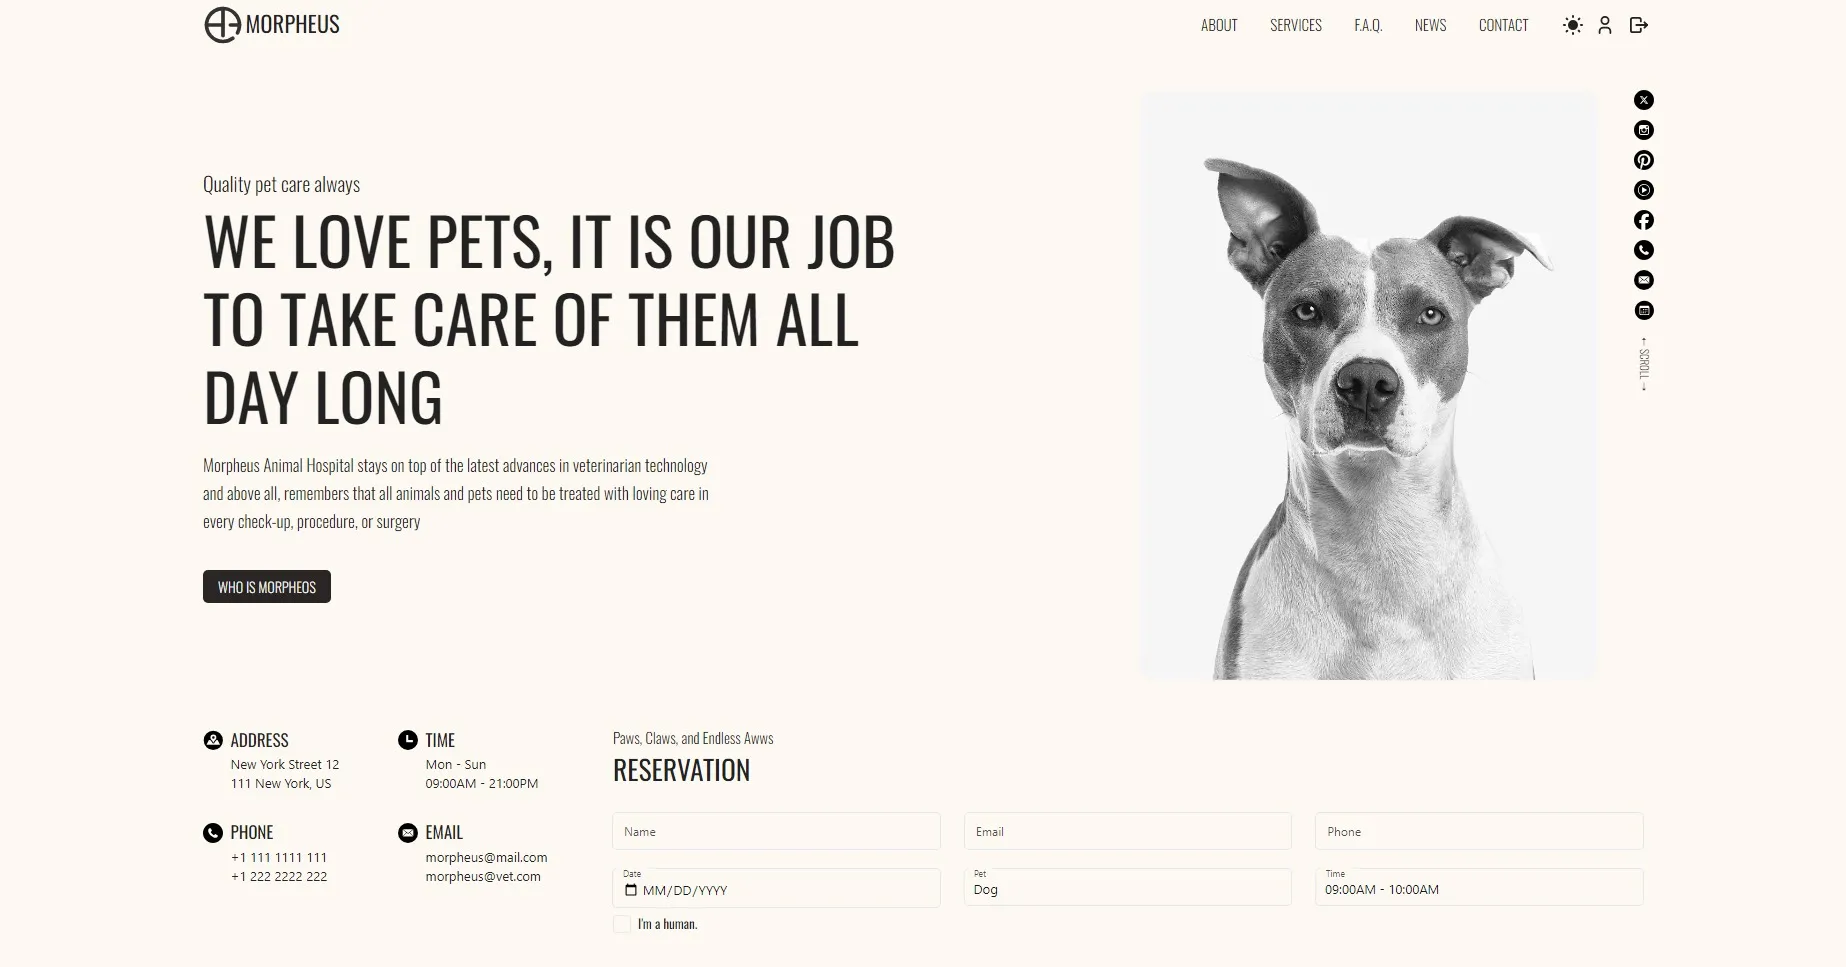 MORPHEUS
ABOUT
SERVICES
F.A.Q.
NEWS
CONTACT
Quality pet care always
WE LOVE PETS, IT IS OUR JOB
TO TAKE CARE OF THEM ALL
DAY LONG
Morpheus Animal Hospital stays on top of the latest advances in veterinarian technology
and above all, remembers that all animals and pets need to be treated with loving care in
every check-up, procedure, or surgery
WHO IS MORPHEOS
← SCROLL →
ADDRESS
New York Street 12
111 New York, US
TIME
Mon - Sun
09:00AM - 21:00PM
PHONE
+1 111 1111 111
+1 222 2222 222
EMAIL
morpheus@mail.com
morpheus@vet.com
Paws, Claws, and Endless Awws
RESERVATION
Name
Email
Phone
Date
MM/DD/YYYY
Pet
Dog
Time
09:00AM - 10:00AM
I'm a human.